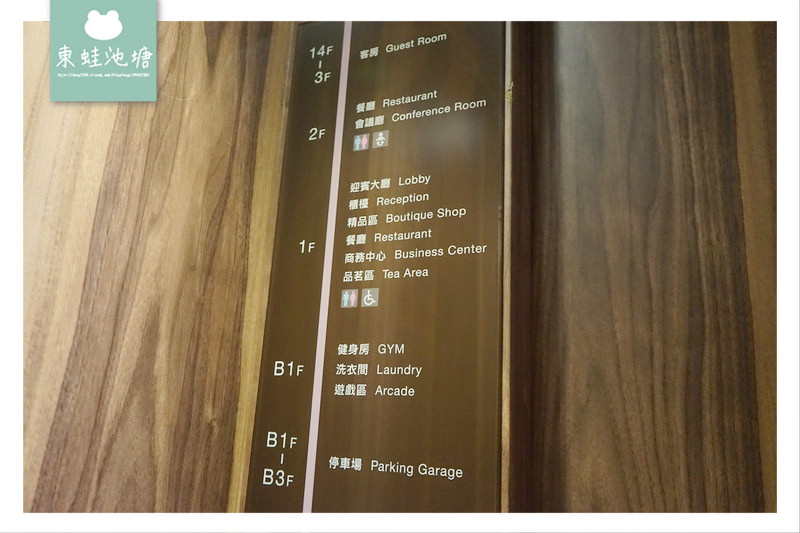 東蛙池塘
14F
3F
客房 Guest Room
2F
餐廳 Restaurant
會議廳 Conference Room
1F
迎賓大廳 Lobby
櫃檯 Reception
精品區 Boutique Shop
餐廳 Restaurant
商務中心 Business Center
品茗區 Tea Area
B1F
健身房 GYM
洗衣間 Laundry
遊戲區 Arcade
B1F
B3F
停車場 Parking Garage